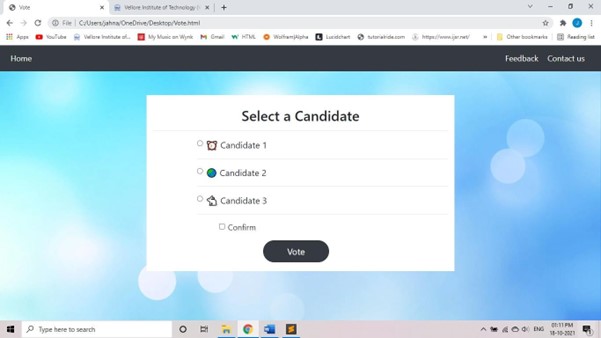 Vote
Vellore Institute of Technology (V
File | C:/Users/jahna/OneDrive/Desktop/Vote.html
Apps YouTube Vellore Institute of... My Music on Wynk Gmail HTML Wolfram|Alpha Lucidchart tutorialride.com https://www.ijar.net/ » Other bookmarks Reading list
Home Feedback Contact us
Select a Candidate
Candidate 1
Candidate 2
Candidate 3
Confirm
Vote
Type here to search
ENG
01:11 PM
18-10-2021